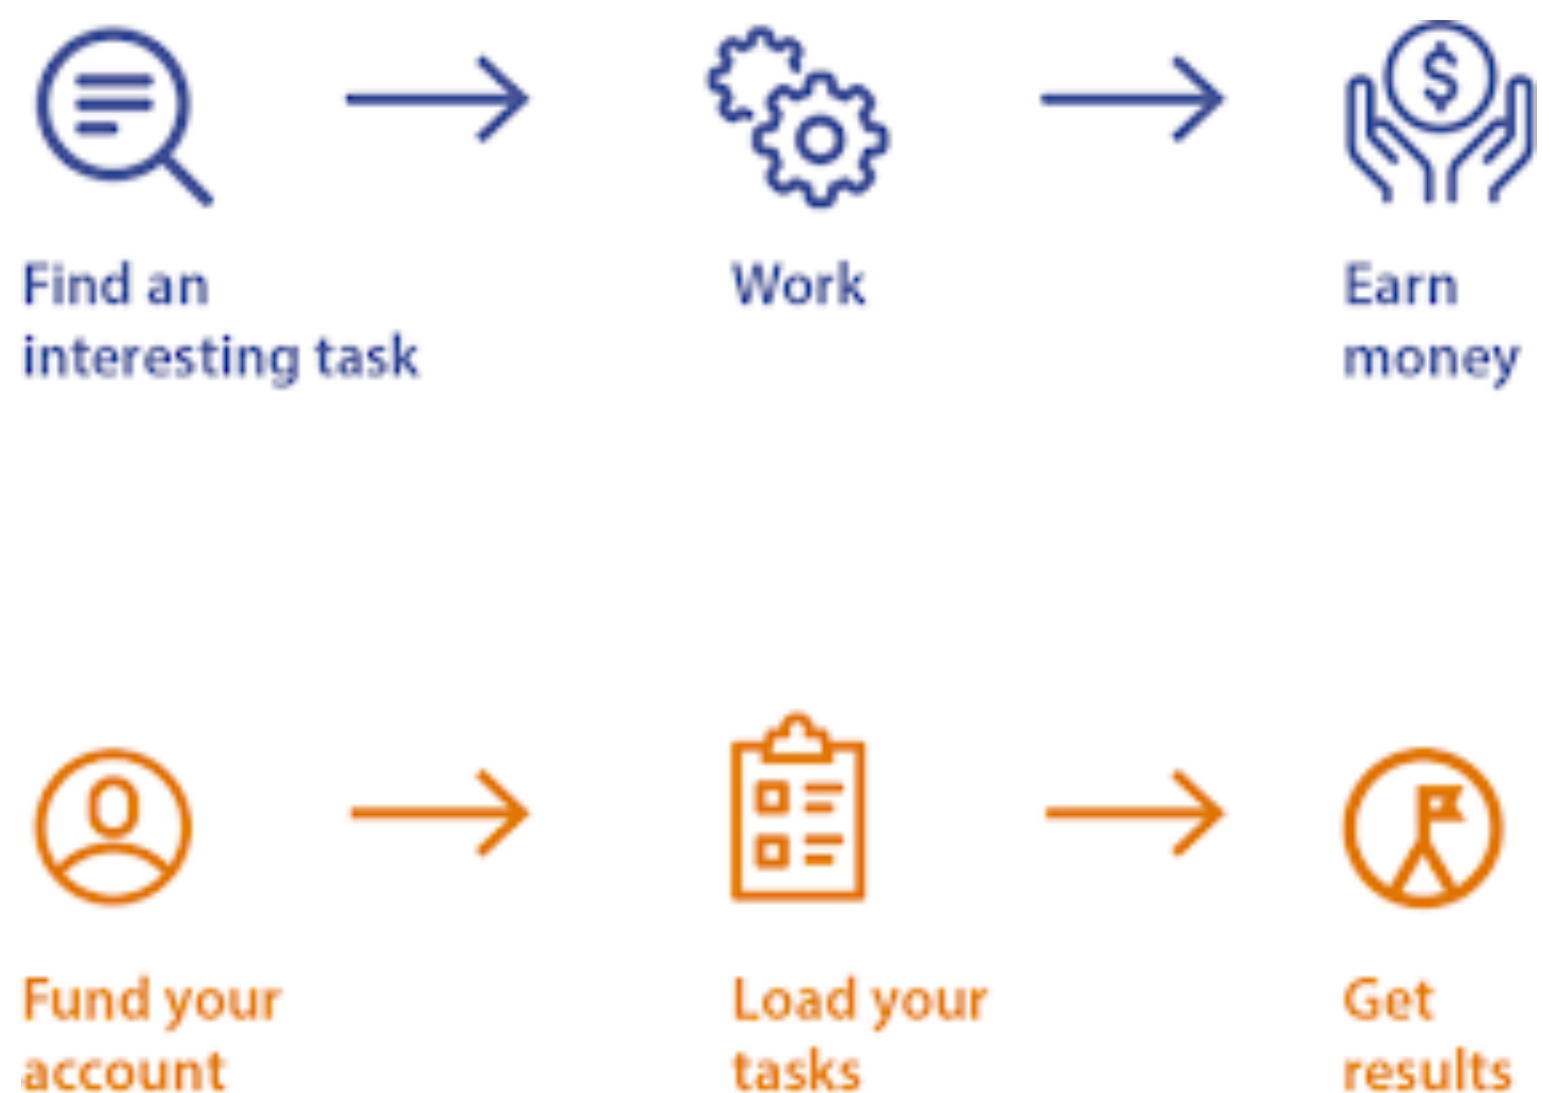 Find an
interesting task
Work
Earn
money
Fund your
account
Load your
tasks
Get
results